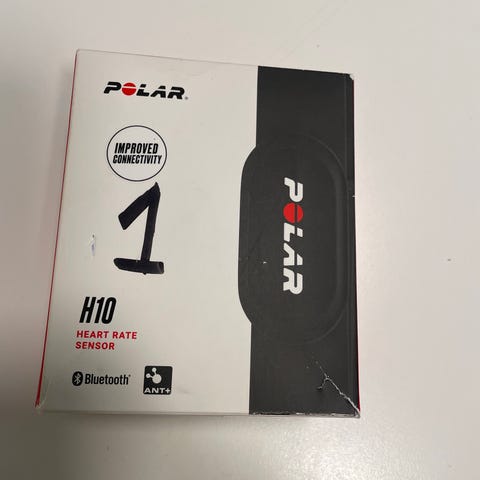 POLAR
IMPROVED
CONNECTIVITY
1
H10
HEART RATE
SENSOR
Bluetooth®
ANT+
POLAR